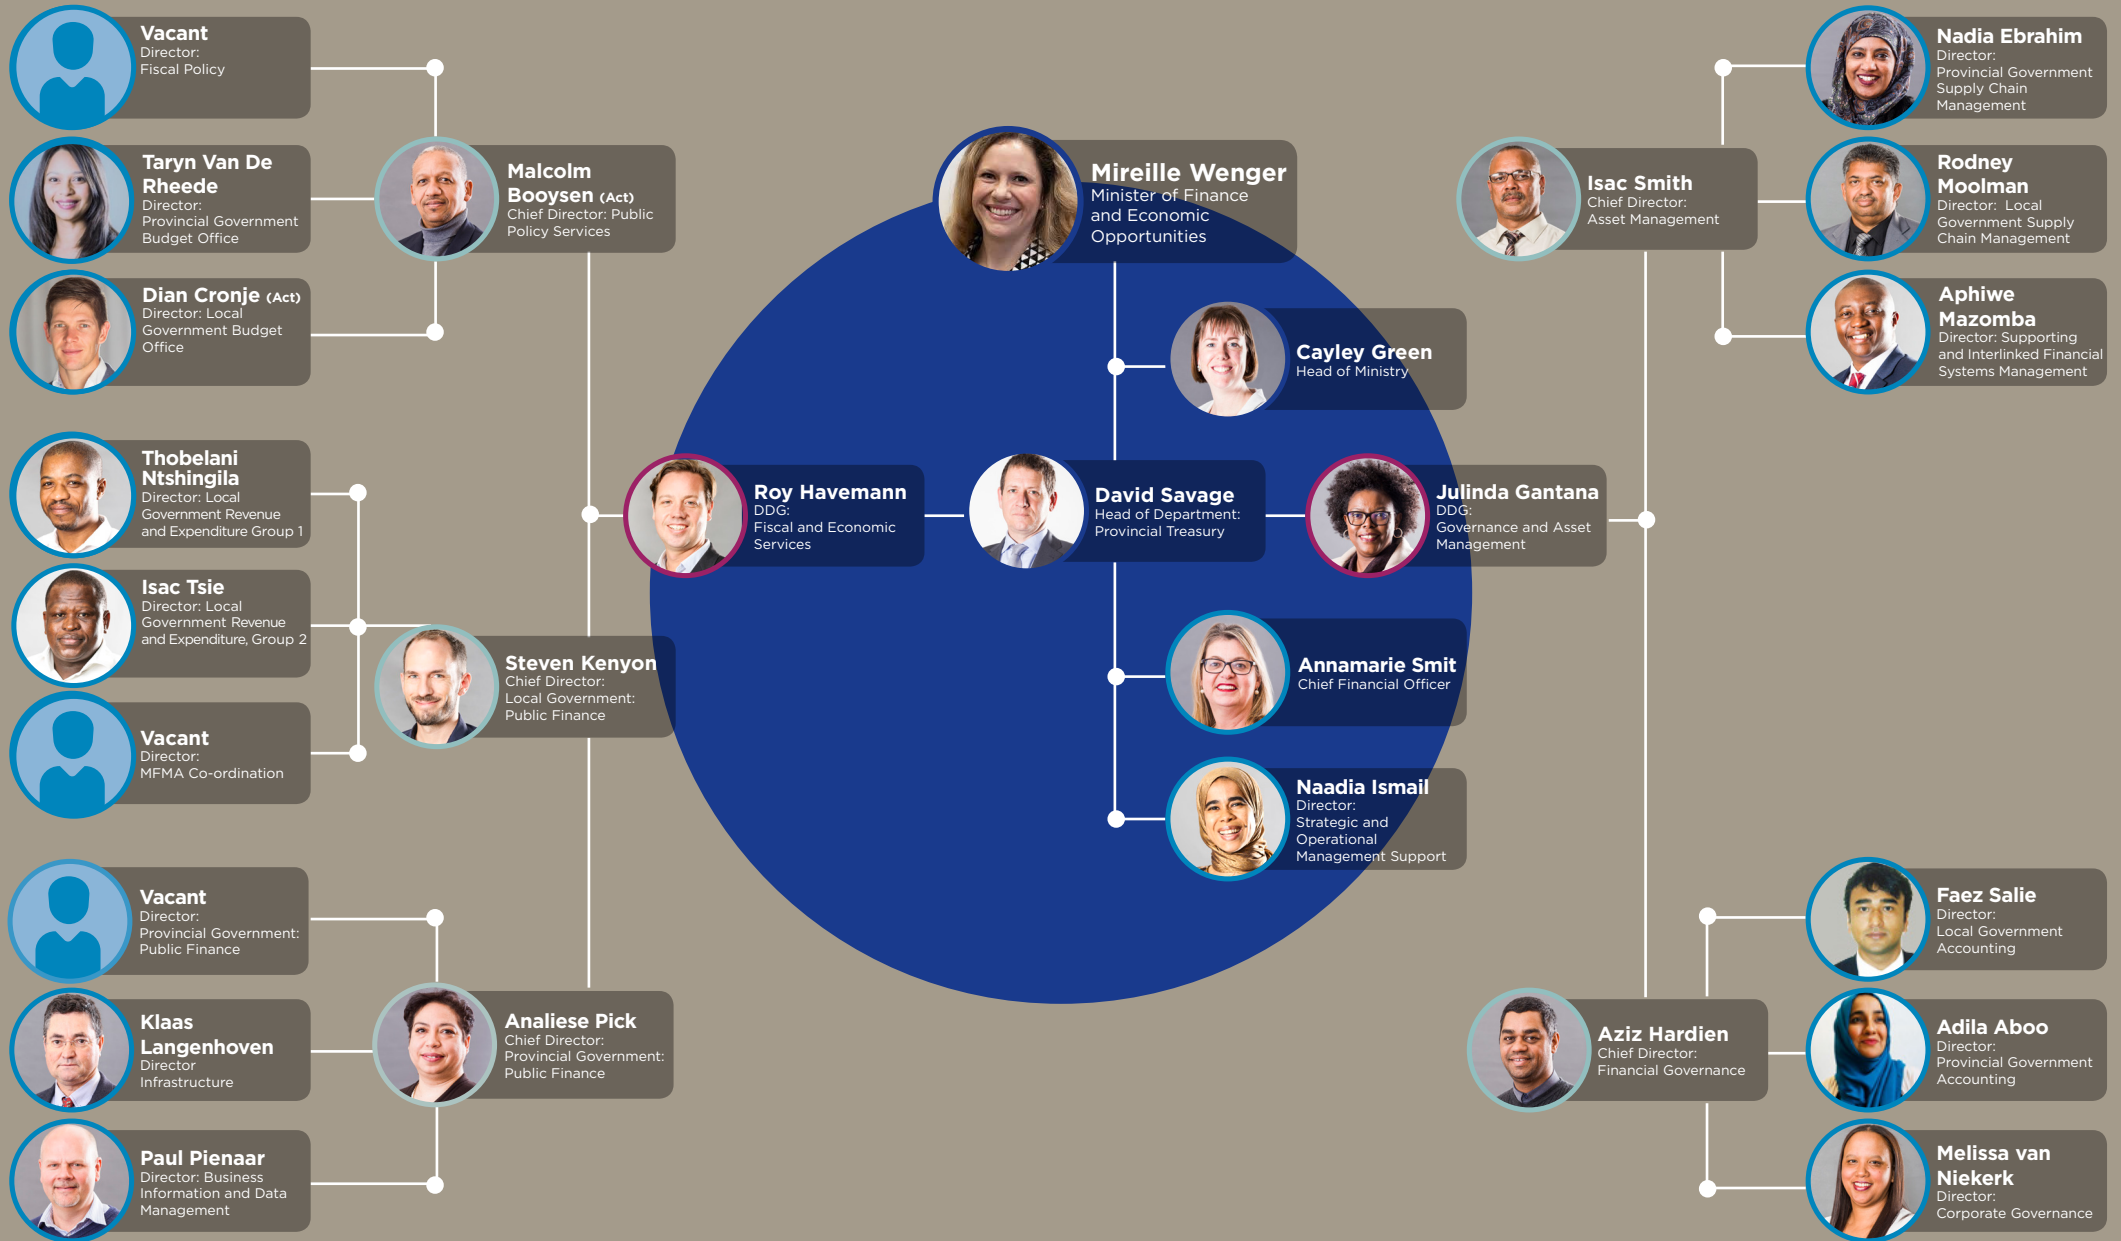 Vacant
Director:
Fiscal Policy
Taryn Van De
Rheede
Director:
Provincial Government
Budget Office
Dian Cronje (Act)
Director: Local
Government Budget
Office
Malcolm
Booysen (Act)
Chief Director: Public
Policy Services
Thobelani
Ntshingila
Director: Local
Government Revenue
and Expenditure Group 1
Isac Tsie
Director: Local
Government Revenue
and Expenditure, Group 2
Vacant
Director:
MFMA Co-ordination
Steven Kenyon
Chief Director:
Local Government:
Public Finance
Vacant
Director:
Provincial Government:
Public Finance
Klaas
Langenhoven
Director
Infrastructure
Paul Pienaar
Director: Business
Information and Data
Management
Analiese Pick
Chief Director:
Provincial Government:
Public Finance
Mireille Wenger
Minister of Finance
and Economic
Opportunities
Cayley Green
Head of Ministry
Roy Havemann
DDG:
Fiscal and Economic
Services
David Savage
Head of Department:
Provincial Treasury
Julinda Gantana
DDG:
Governance and Asset
Management
Annamarie Smit
Chief Financial Officer
Naadia Ismail
Director:
Strategic and
Operational
Management Support
Isac Smith
Chief Director:
Asset Management
Nadia Ebrahim
Director:
Provincial Government
Supply Chain
Management
Rodney
Moolman
Director: Local
Government Supply
Chain Management
Aphiwe
Mazomba
Director: Supporting
and Interlinked Financial
Systems Management
Aziz Hardien
Chief Director:
Financial Governance
Faez Salie
Director:
Local Government
Accounting
Adila Aboo
Director:
Provincial Government
Accounting
Melissa van
Niekerk
Director:
Corporate Governance